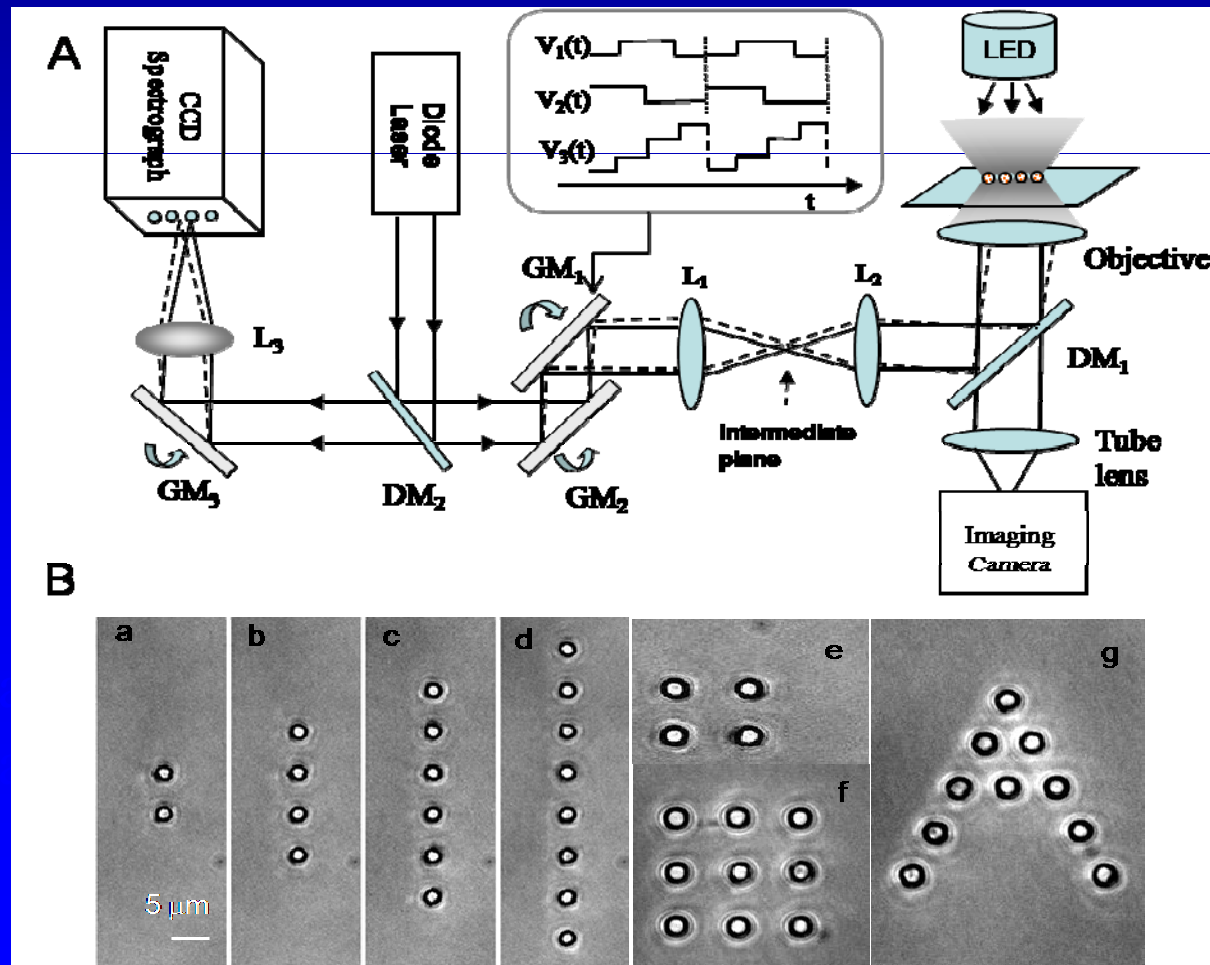 A
CCD
Spectrograph
Diode
Laser
V1(t)
V2(t)
V3(t)
t
LED
Objective
GM1
L1
L2
DM1
L3
Intermediate
plane
Tube
lens
GM3
DM2
GM2
Imaging
Camera
B
a
b
c
d
e
f
g
5 μm